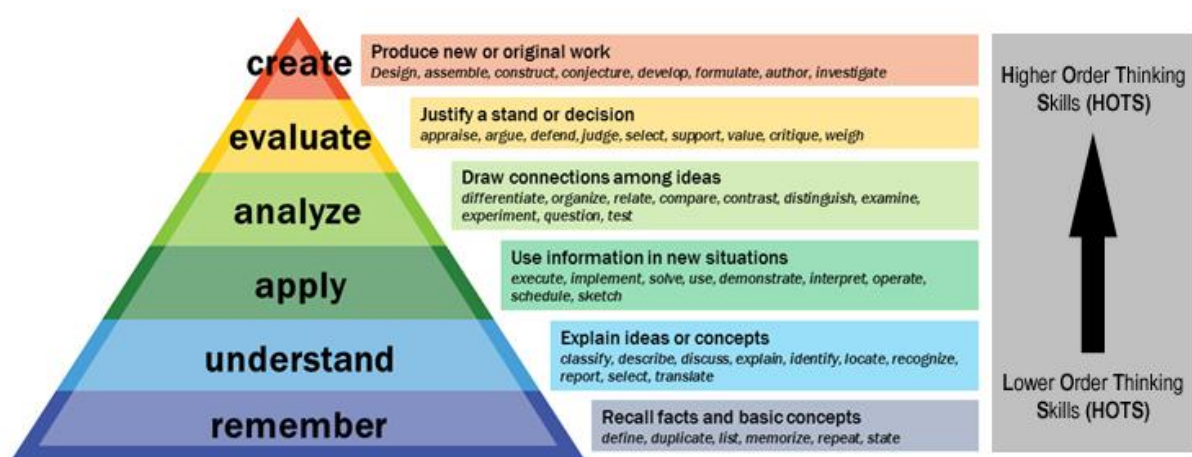 create
Produce new or original work
Design, assemble, construct, conjecture, develop, formulate, author, investigate
evaluate
Justify a stand or decision
appraise, argue, defend, judge, select, support, value, critique, weigh
analyze
Draw connections among ideas
differentiate, organize, relate, compare, contrast, distinguish, examine,
experiment, question, test
apply
Use information in new situations
execute, implement, solve, use, demonstrate, interpret, operate,
schedule, sketch
understand
Explain ideas or concepts
classify, describe, discuss, explain, identify, locate, recognize,
report, select, translate
remember
Recall facts and basic concepts
define, duplicate, list, memorize, repeat, state
Higher Order Thinking
Skills (HOTS)
Lower Order Thinking
Skills (HOTS)